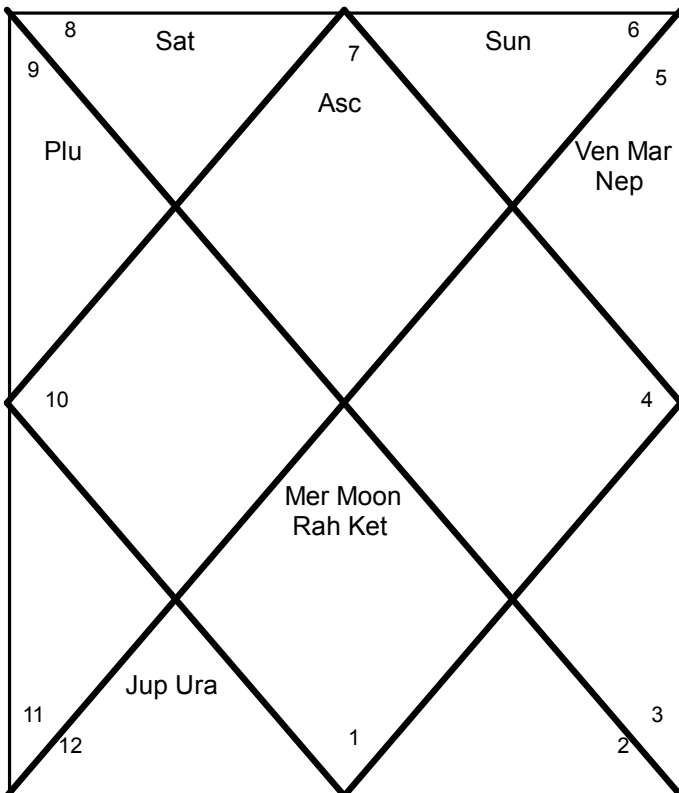 8
Sat
7
Sun
6
9
5
Asc
Plu
Ven Mar
Nep
10
4
Mer Moon
Rah Ket
Jup Ura
11
3
12
1
2